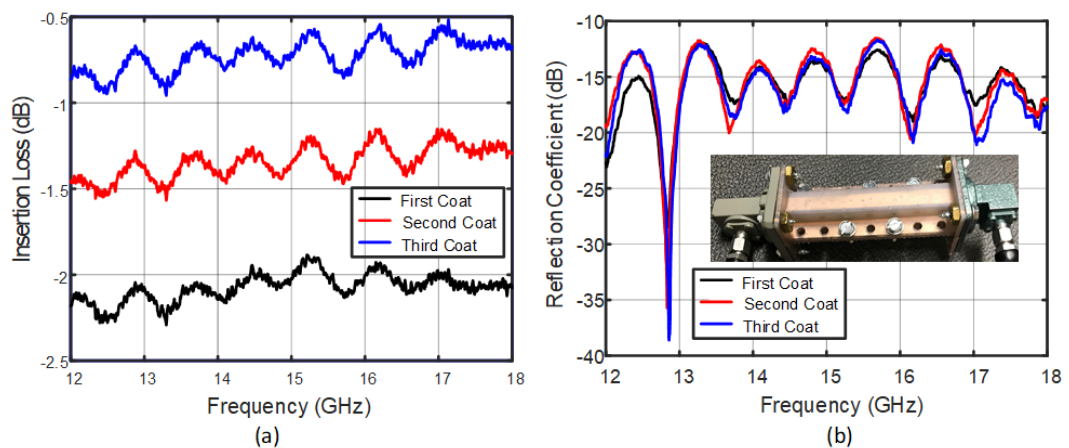 -0.5
-1
-1.5
-2.0
-2.5
Insertion Loss (dB)
First Coat
Second Coat
Third Coat
12 13 14 15 16 17 18
Frequency (GHz)
(a)
-10
-15
-20
-25
-30
-35
-40
Reflection Coefficient (dB)
First Coat
Second Coat
Third Coat
12 13 14 15 16 17 18
Frequency (GHz)
(b)